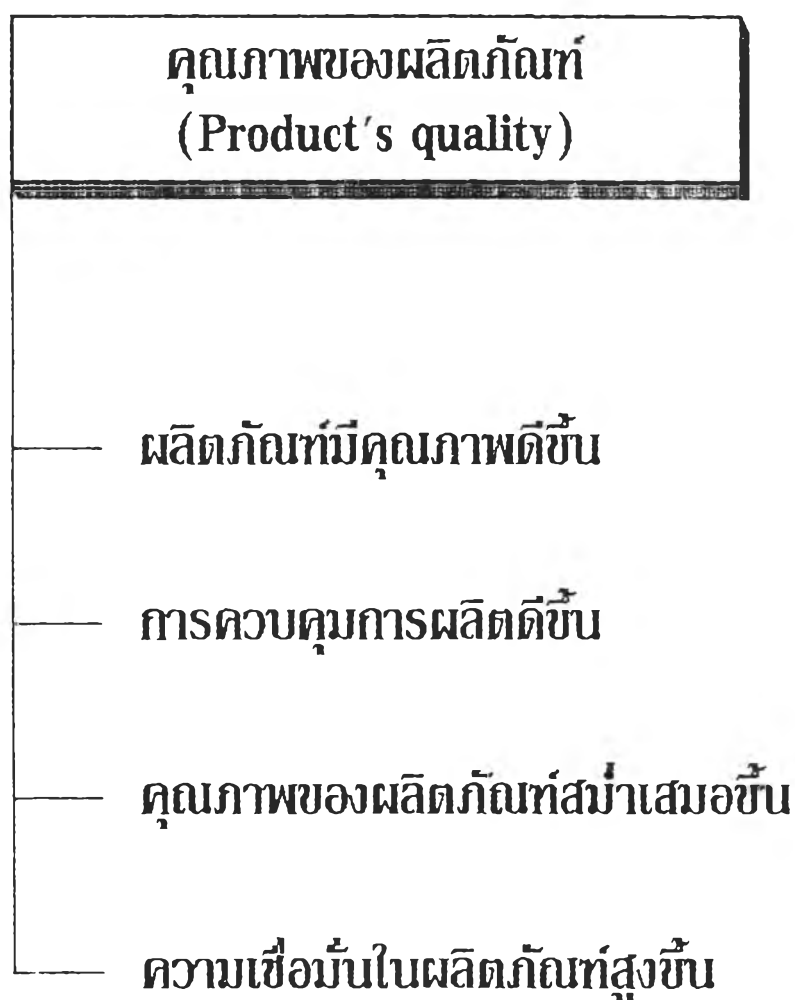 คุณภาพของผลิตภัณฑ์
(Product's quality)
ผลิตภัณฑ์มีคุณภาพดีขึ้น
การควบคุมการผลิตดีขึ้น
คุณภาพของผลิตภัณฑ์สม่ำเสมอขึ้น
ความเชื่อมั่นในผลิตภัณฑ์สูงขึ้น